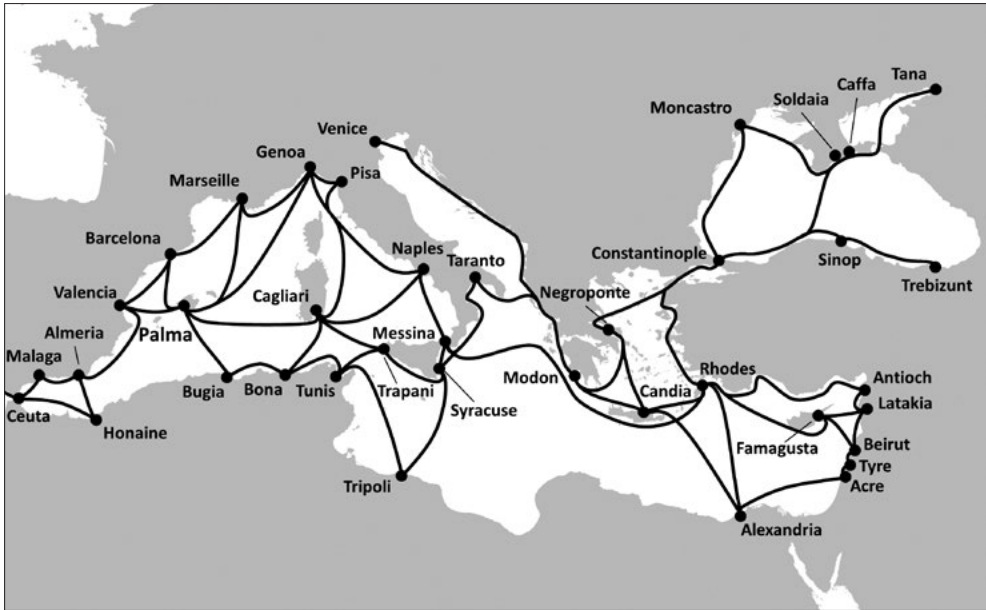 Tana
Caffa
Soldaia
Moncastro
Venice
Genoa
Pisa
Marseille
Barcelona
Naples
Taranto
Constantinople
Sinop
Trebizunt
Valencia
Cagliari
Negroponte
Almeria
Palma
Messina
Malaga
Rhodes
Antioch
Ceuta
Bugia
Bona
Tunis
Trapani
Modon
Candia
Latakia
Honaine
Syracuse
Famagusta
Beirut
Tyre
Acre
Tripoli
Alexandria